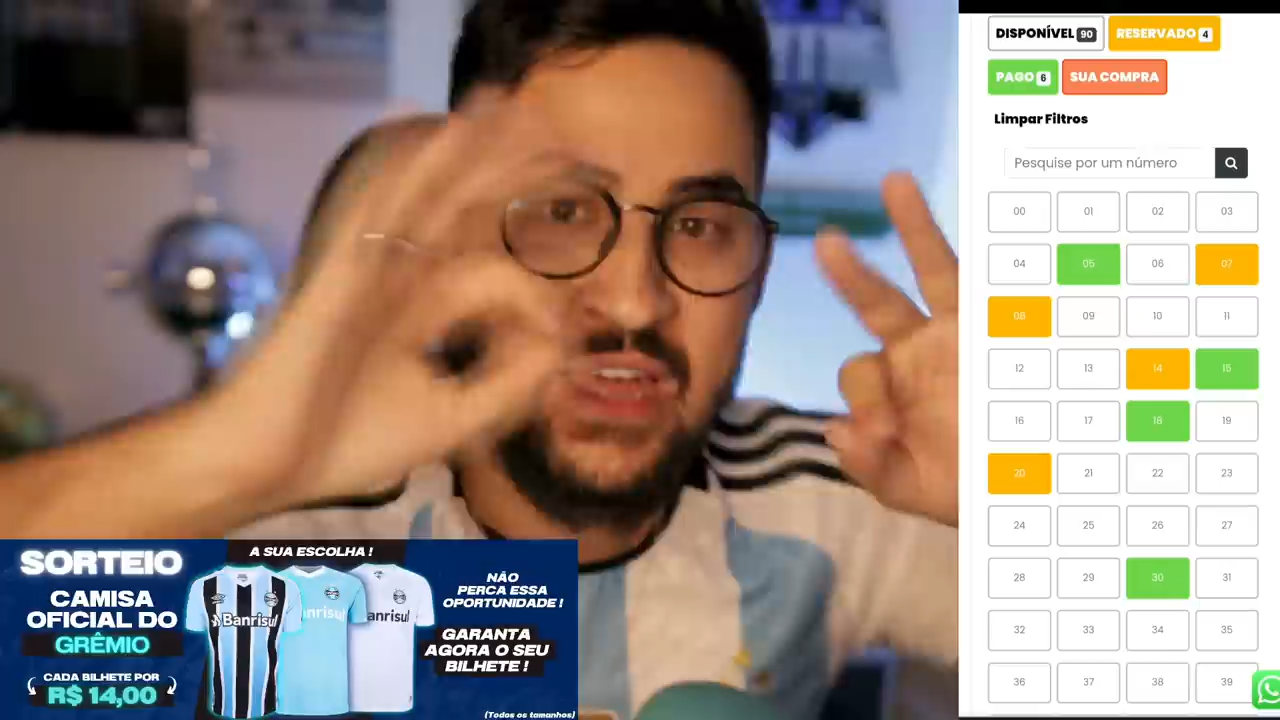 SORTEIO
CAMISA
OFICIAL DO
GRÊMIO
CADA BILHETE POR
R$ 14,00
A SUA ESCOLHA !
Banrisul
anrisul
anrisul
NÃO
PERCA ESSA
OPORTUNIDADE !
GARANTA
AGORA O SEU
BILHETE !
(Todos os tamanhos)
DISPONÍVEL 90 RESERVADO 4
PAGO 6 SUA COMPRA
Limpar Filtros
Pesquise por um número
00 01 02 03
04 05 06 07
08 09 10 11
12 13 14 15
16 17 18 19
20 21 22 23
24 25 26 27
28 29 30 31
32 33 34 35
36 37 38 39